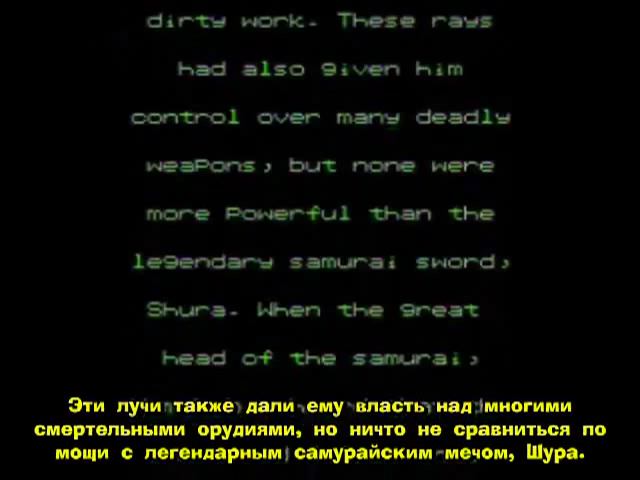 dirty work. These rays
had also given him
control over many deadly
weapons, but none were
more Powerful than the
legendary samurai sword,
Shura. When the great
head of the samurai,
Эти лучи также дали ему власть над многими
смертельными орудиями, но ничто не сравниться по
мощи с легендарным самурайским мечом, Шура.